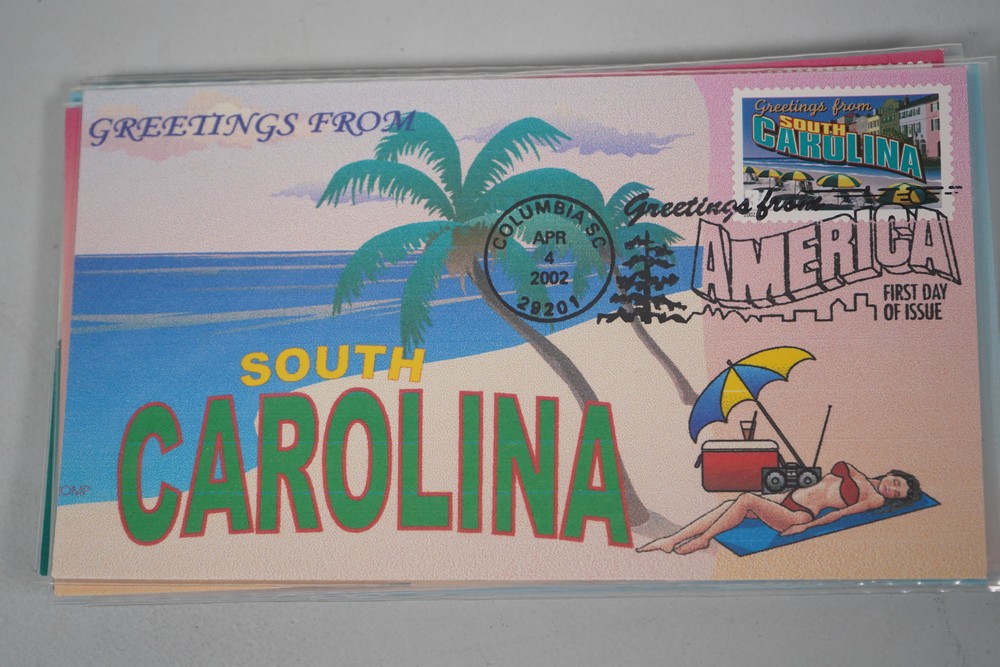 GREETINGS FROM
SOUTH
CAROLINA
Greetings from
SOUTH
CAROLINA
2002
COLUMBIA, SC
APR
4
2002
29201
Greetings from
AMERICA
FIRST DAY
OF ISSUE